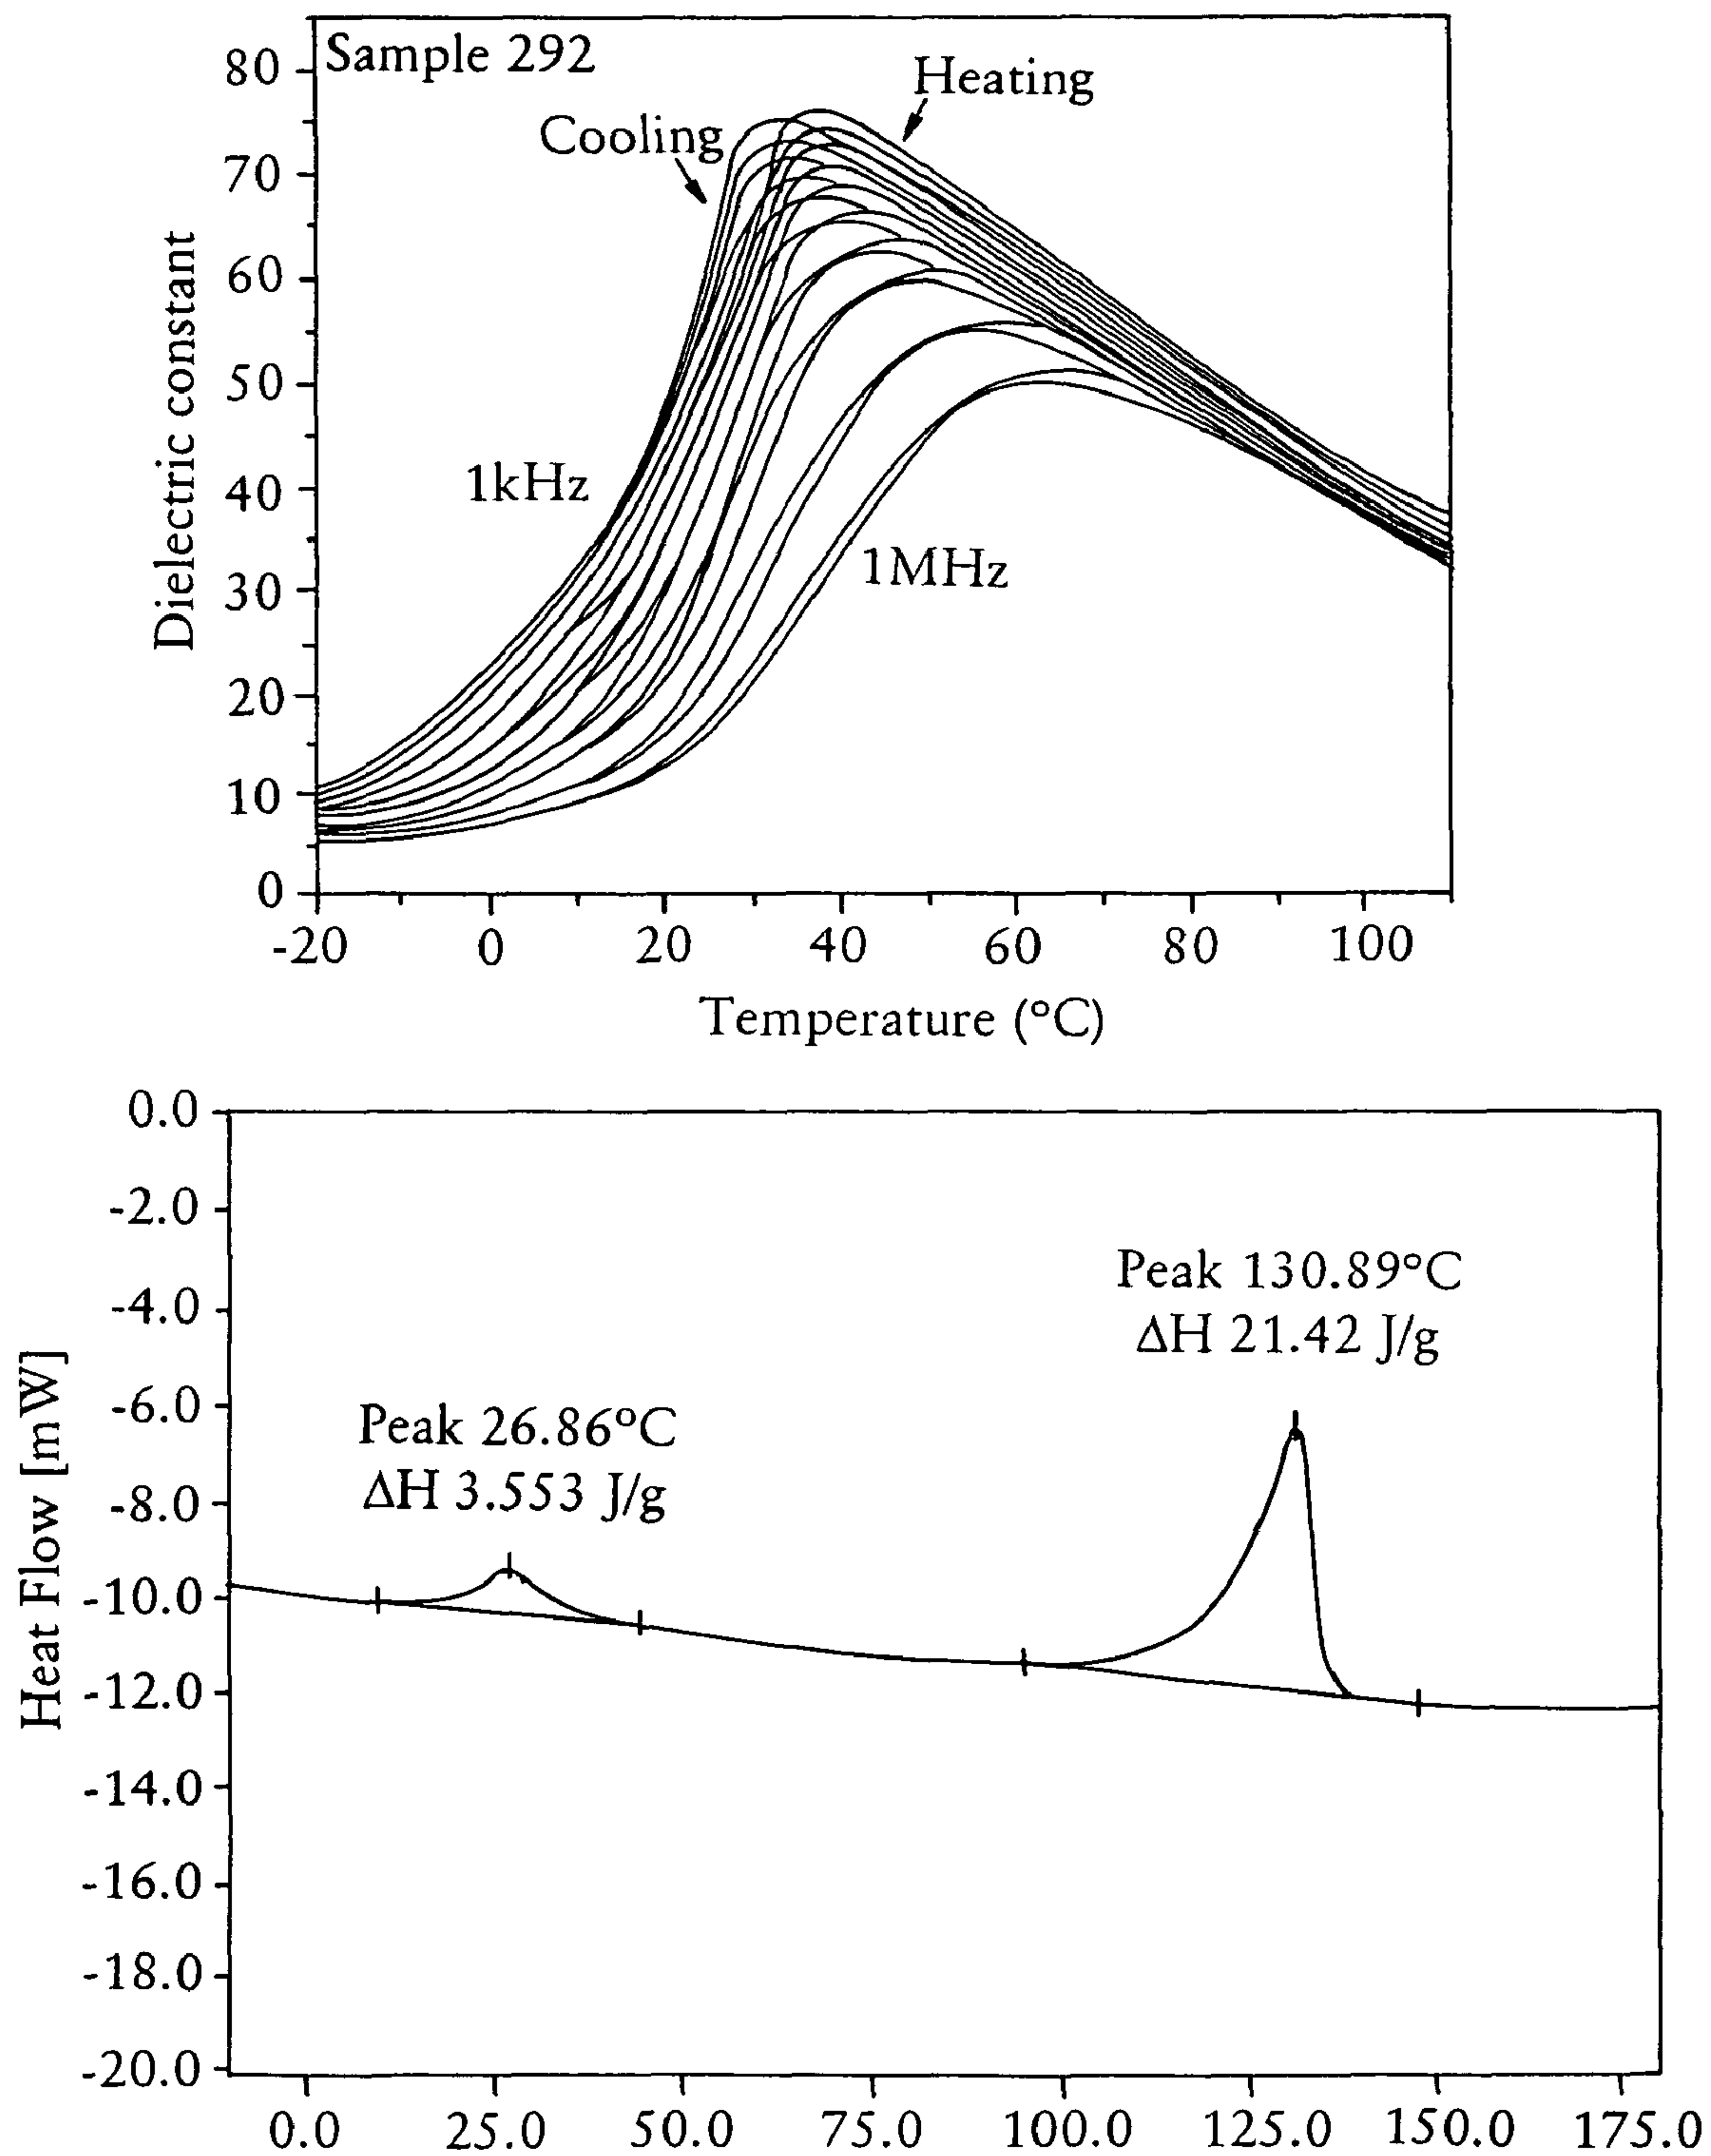 Sample 292
Heating
Cooling
1kHz
1MHz
Dielectric constant
80
70
60
50
40
30
20
10
0
-20 0 20 40 60 80 100
Temperature (°C)
Heat Flow [mW]
0.0
-2.0
-4.0
-6.0
-8.0
-10.0
-12.0
-14.0
-16.0
-18.0
-20.0
Peak 130.89°C
ΔH 21.42 J/g
Peak 26.86°C
ΔH 3.553 J/g
0.0 25.0 50.0 75.0 100.0 125.0 150.0 175.0